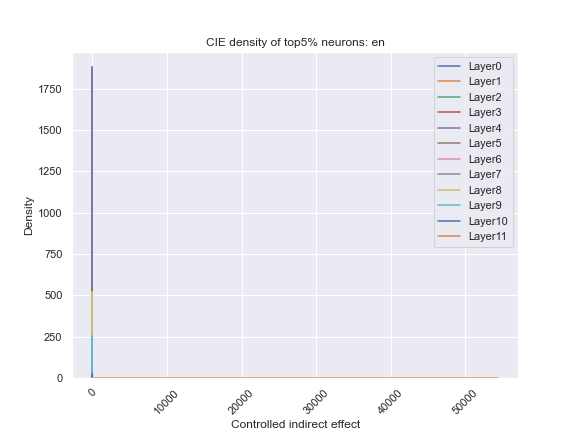 CIE density of top5% neurons: en
Layer0
Layer1
Layer2
Layer3
Layer4
Layer5
Layer6
Layer7
Layer8
Layer9
Layer10
Layer11
Density
1750
1500
1250
1000
750
500
250
0
0 10000 20000 30000 40000 50000
Controlled indirect effect